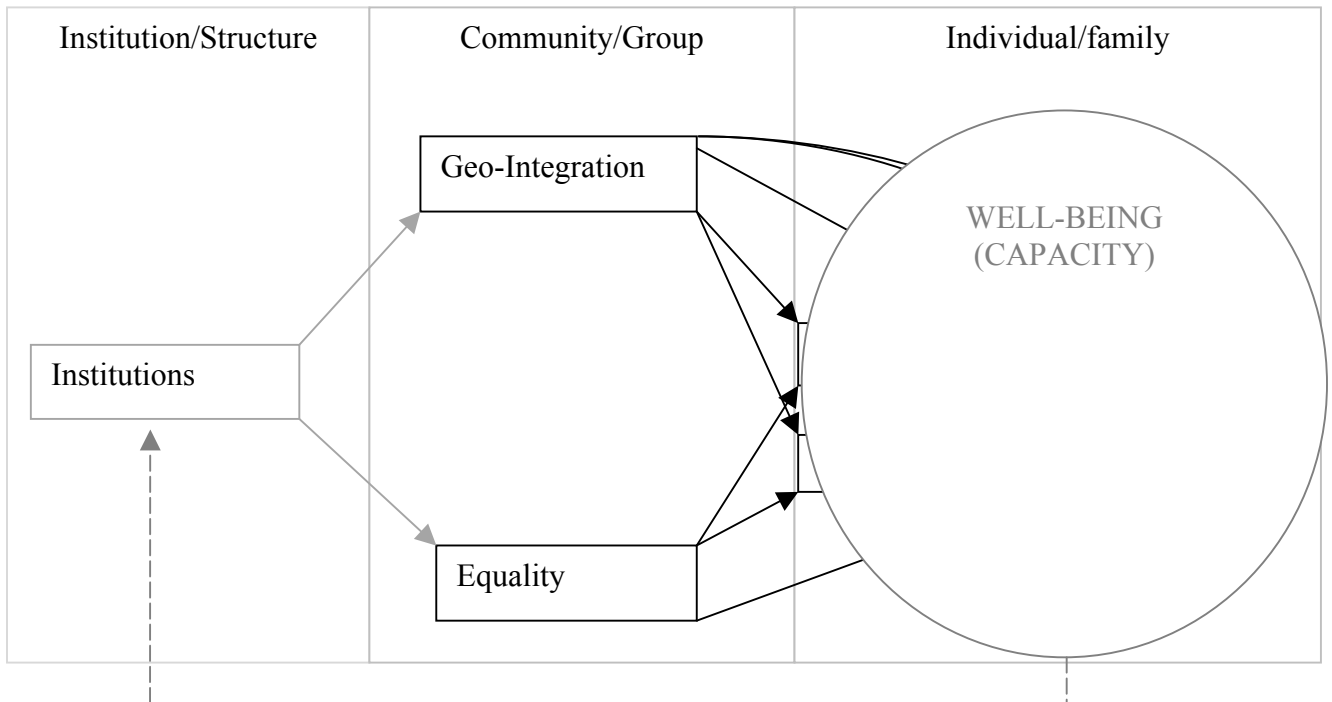 Institution/Structure
Community/Group
Individual/family
Geo-Integration
WELL-BEING
(CAPACITY)
Institutions
Equality